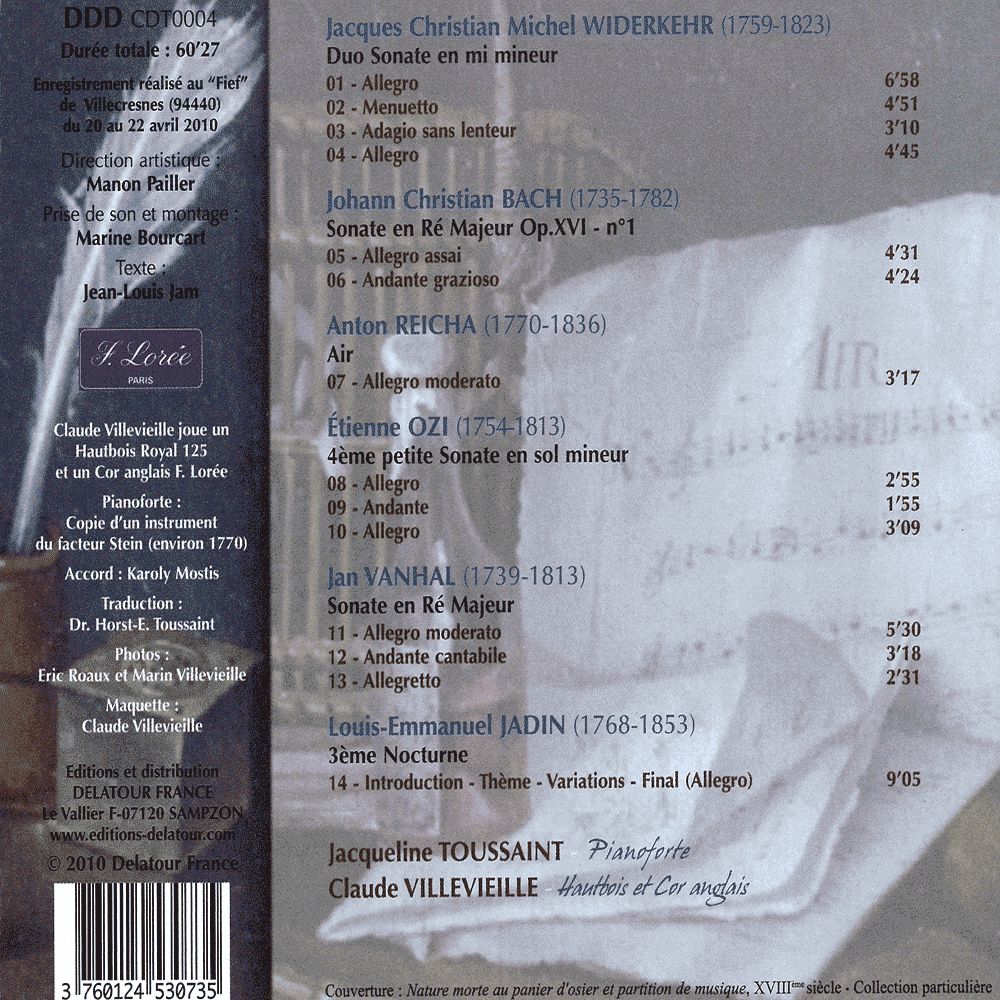 DDD CDT0004
Durée totale : 60'27
Enregistrement réalisé au "Fief"
de Villecresnes (94440)
du 20 au 22 avril 2010
Direction artistique :
Manon Pailler
Prise de son et montage :
Marine Bourcart
Texte :
Jean-Louis Jam
F. Lorée
PARIS
Claude Villevieille joue un
Hautbois Royal 125
et un Cor anglais F. Lorée
Pianoforte :
Copie d'un instrument
du facteur Stein (environ 1770)
Accord : Karoly Mostis
Traduction :
Dr. Horst-E. Toussaint
Photos :
Eric Roaux et Marin Villevieille
Maquette :
Claude Villevieille
Editions et distribution
DELATOUR FRANCE
Le Vallier F-07120 SAMPZON
www.editions-delatour.com
© 2010 Delatour France
3 760124 530735
Jacques Christian Michel WIDERKEHR (1759-1823)
Duo Sonate en mi mineur
01 - Allegro 6'58
02 - Menuetto 4'51
03 - Adagio sans lenteur 3'10
04 - Allegro 4'45
Johann Christian BACH (1735-1782)
Sonate en Ré Majeur Op.XVI - n°1
05 - Allegro assai 4'31
06 - Andante grazioso 4'24
Anton REICHA (1770-1836)
Air
07 - Allegro moderato 3'17
Étienne OZI (1754-1813)
4ème petite Sonate en sol mineur
08 - Allegro 2'55
09 - Andante 1'55
10 - Allegro 3'09
Jan VANHAL (1739-1813)
Sonate en Ré Majeur
11 - Allegro moderato 5'30
12 - Andante cantabile 3'18
13 - Allegretto 2'31
Louis-Emmanuel JADIN (1768-1853)
3ème Nocturne
14 - Introduction - Thème - Variations - Final (Allegro) 9'05
Jacqueline TOUSSAINT - Pianoforte
Claude VILLEVIEILLE - Hautbois et Cor anglais
AIR
Couverture : Nature morte au panier d'osier et partition de musique, XVIIIème siècle - Collection particulière